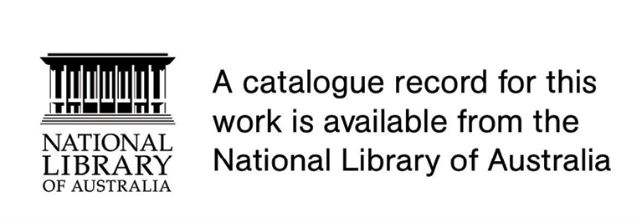 NATIONAL
LIBRARY
OF AUSTRALIA
A catalogue record for this
work is available from the
National Library of Australia